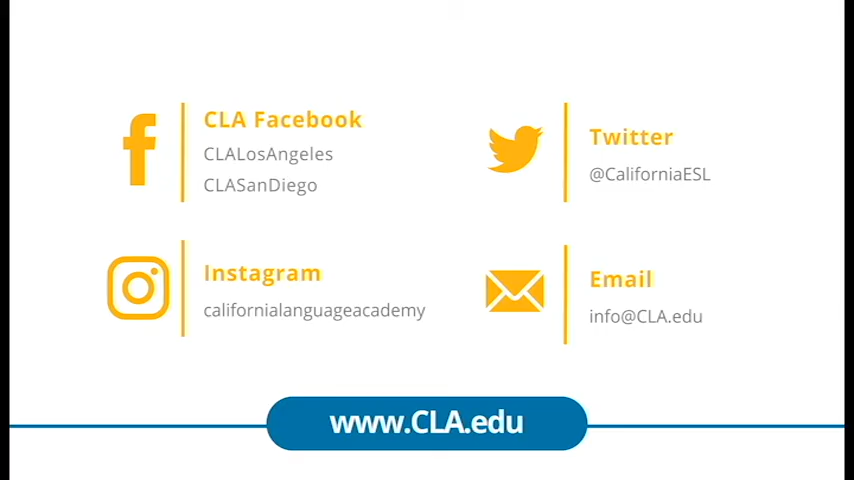 CLA Facebook
CLALosAngeles
CLASanDiego
Twitter
@CaliforniaESL
Instagram
californialanguageacademy
Email
info@CLA.edu
www.CLA.edu